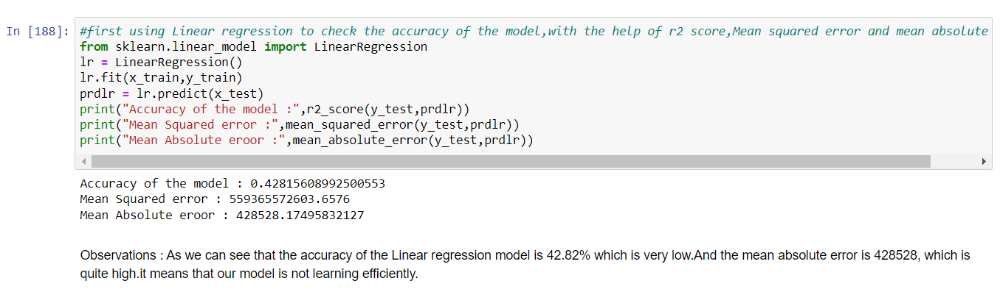 In [188]: #first using Linear regression to check the accuracy of the model,with the help of r2 score,Mean squared error and mean absolute
from sklearn.linear_model import LinearRegression
lr = LinearRegression()
lr.fit(x_train,y_train)
prdlr = lr.predict(x_test)
print("Accuracy of the model :",r2_score(y_test,prdlr))
print("Mean Squared error :",mean_squared_error(y_test,prdlr))
print("Mean Absolute eroor :",mean_absolute_error(y_test,prdlr))
Accuracy of the model : 0.42815608992500553
Mean Squared error : 559365572603.6576
Mean Absolute eroor : 428528.17495832127
Observations : As we can see that the accuracy of the Linear regression model is 42.82% which is very low.And the mean absolute error is 428528, which is
quite high.it means that our model is not learning efficiently.